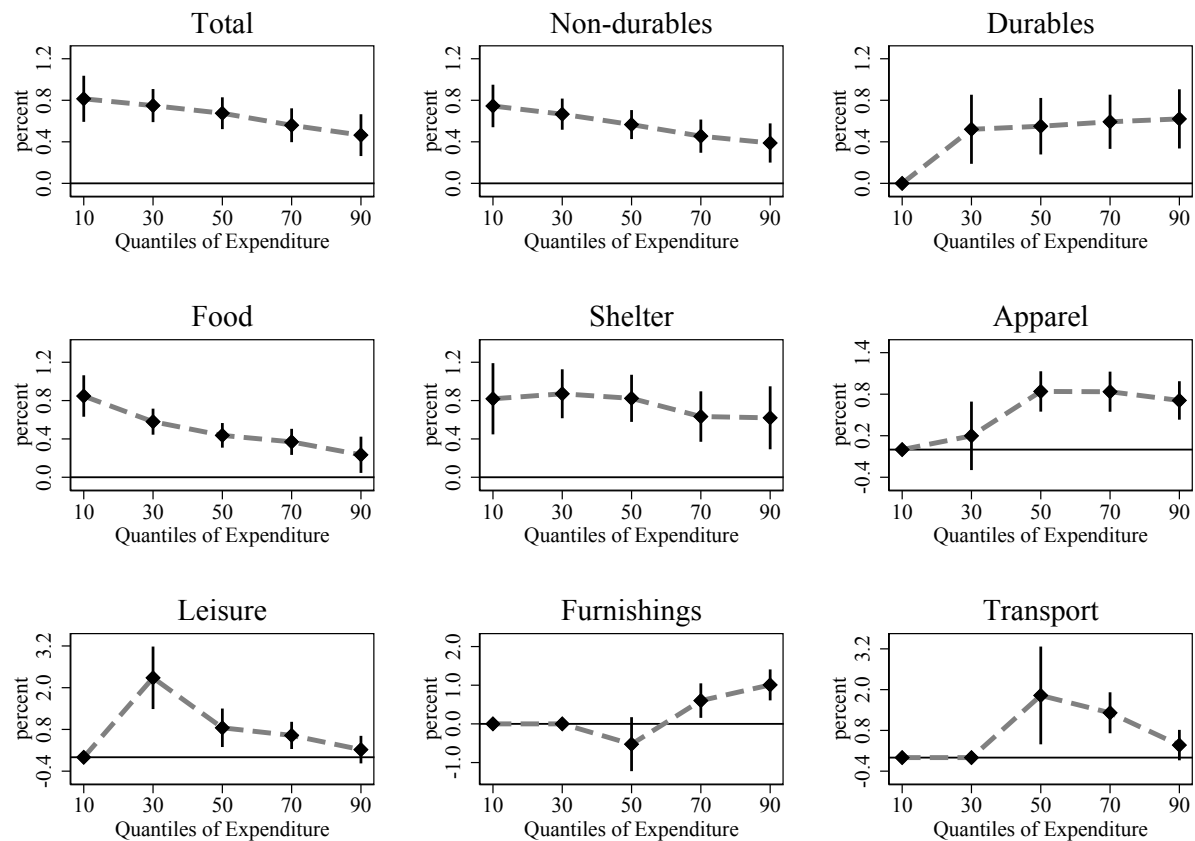 Total
percent
0.0 0.4 0.8 1.2
10 30 50 70 90
Quantiles of Expenditure
Non-durables
percent
0.0 0.4 0.8 1.2
10 30 50 70 90
Quantiles of Expenditure
Durables
percent
0.0 0.4 0.8 1.2
10 30 50 70 90
Quantiles of Expenditure
Food
percent
0.0 0.4 0.8 1.2
10 30 50 70 90
Quantiles of Expenditure
Shelter
percent
0.0 0.4 0.8 1.2
10 30 50 70 90
Quantiles of Expenditure
Apparel
percent
-0.4 0.2 0.8 1.4
10 30 50 70 90
Quantiles of Expenditure
Leisure
percent
-0.4 0.8 2.0 3.2
10 30 50 70 90
Quantiles of Expenditure
Furnishings
percent
-1.0 0.0 1.0 2.0
10 30 50 70 90
Quantiles of Expenditure
Transport
percent
-0.4 0.8 2.0 3.2
10 30 50 70 90
Quantiles of Expenditure